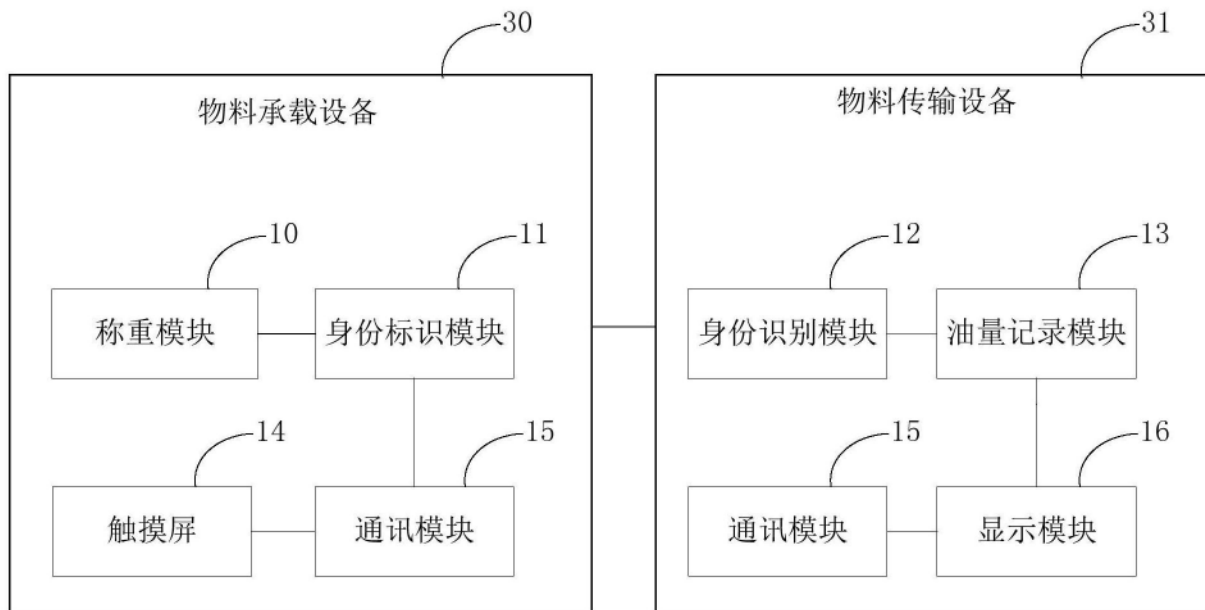 30
31
物料承载设备
物料传输设备
10
11
12
13
称重模块
身份标识模块
身份识别模块
油量记录模块
14
15
15
16
触摸屏
通讯模块
通讯模块
显示模块